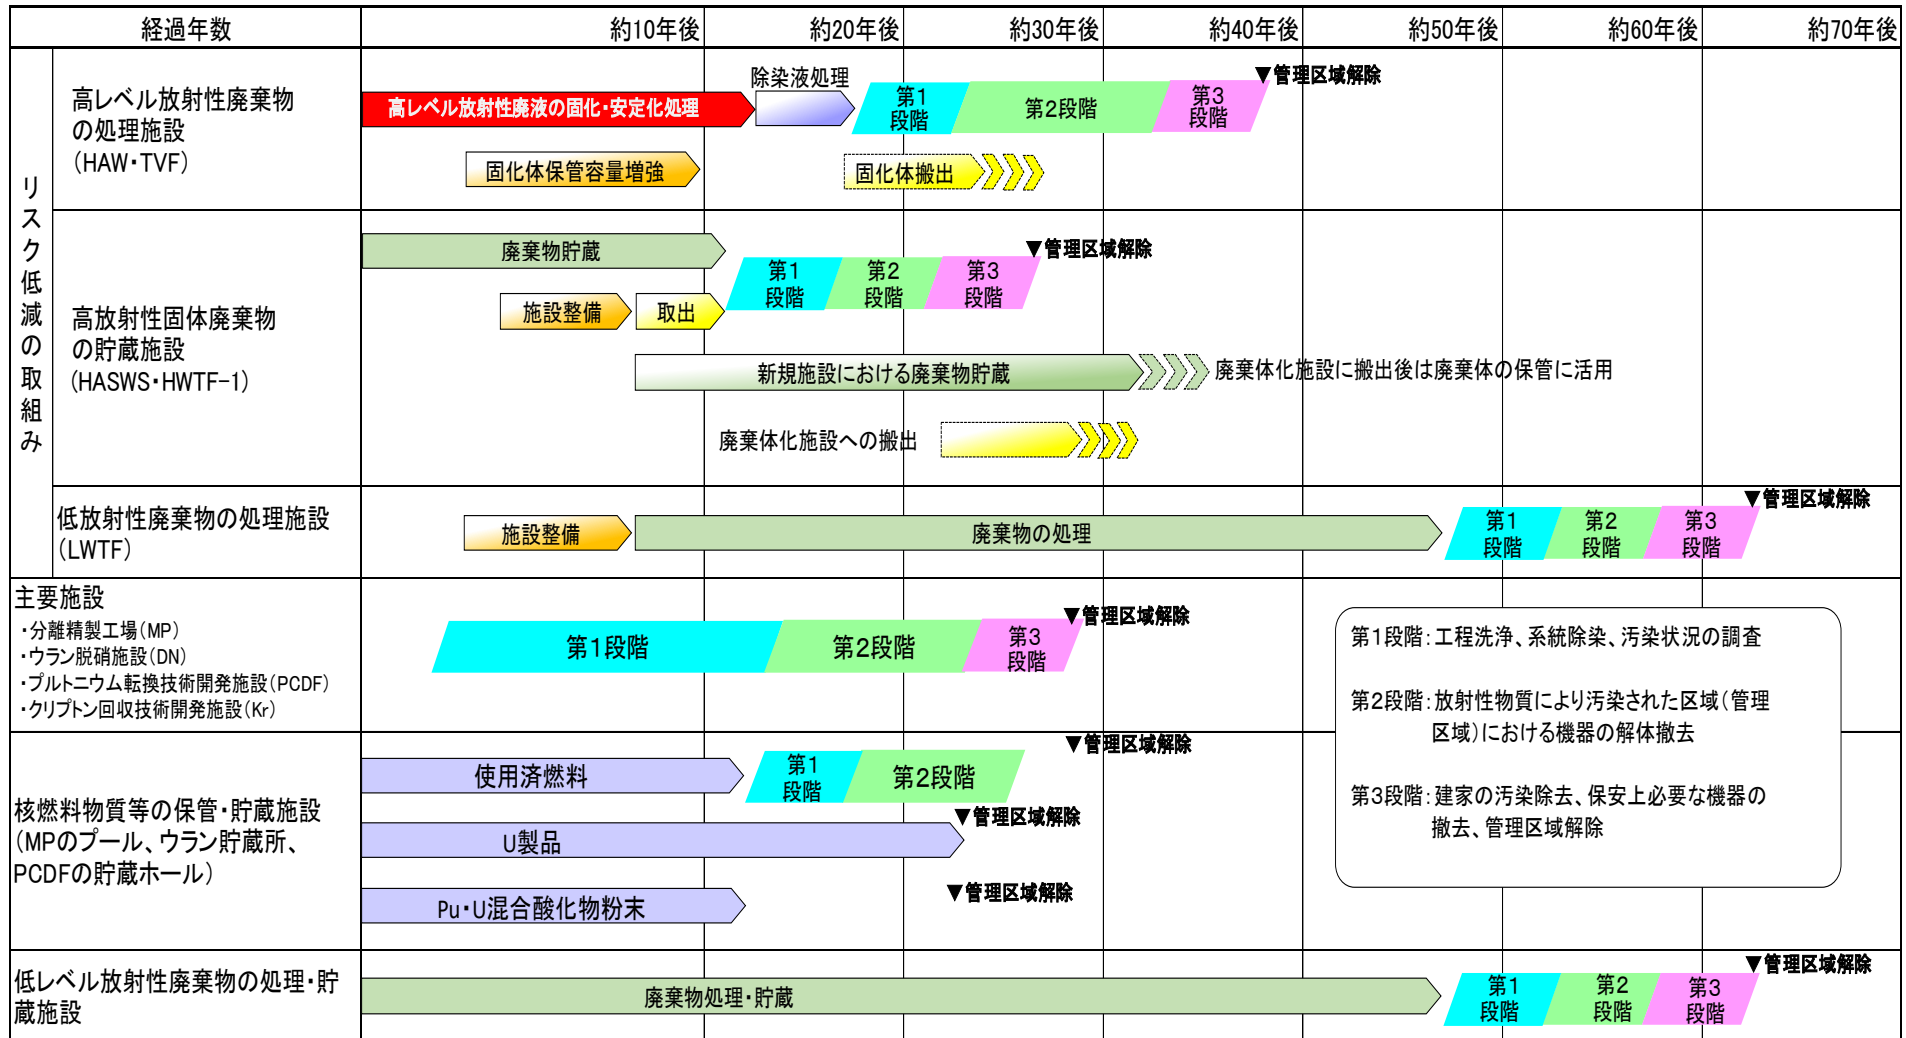 経過年数
約10年後
約20年後
約30年後
約40年後
約50年後
約60年後
約70年後
リスク低減の取組み
高レベル放射性廃棄物
の処理施設
(HAW・TVF)
高レベル放射性廃液の固化・安定化処理
除染液処理
第1
段階
第2段階
第3
段階
▼管理区域解除
固化体保管容量増強
固化体搬出
高放射性固体廃棄物
の貯蔵施設
(HASWS・HWTF-1)
廃棄物貯蔵
施設整備
取出
第1
段階
第2
段階
第3
段階
▼管理区域解除
新規施設における廃棄物貯蔵
廃棄体化施設に搬出後は廃棄体の保管に活用
廃棄体化施設への搬出
低放射性廃棄物の処理施設
(LWTF)
施設整備
廃棄物の処理
第1
段階
第2
段階
第3
段階
▼管理区域解除
主要施設
・分離精製工場(MP)
・ウラン脱硝施設(DN)
・プルトニウム転換技術開発施設(PCDF)
・クリプトン回収技術開発施設(Kr)
第1段階
第2段階
第3
段階
▼管理区域解除
第1段階:工程洗浄、系統除染、汚染状況の調査
第2段階:放射性物質により汚染された区域(管理
区域)における機器の解体撤去
第3段階:建家の汚染除去、保安上必要な機器の
撤去、管理区域解除
核燃料物質等の保管・貯蔵施設
(MPのプール、ウラン貯蔵所、
PCDFの貯蔵ホール)
使用済燃料
第1
段階
第2段階
▼管理区域解除
U製品
▼管理区域解除
Pu・U混合酸化物粉末
▼管理区域解除
低レベル放射性廃棄物の処理・貯
蔵施設
廃棄物処理・貯蔵
第1
段階
第2
段階
第3
段階
▼管理区域解除